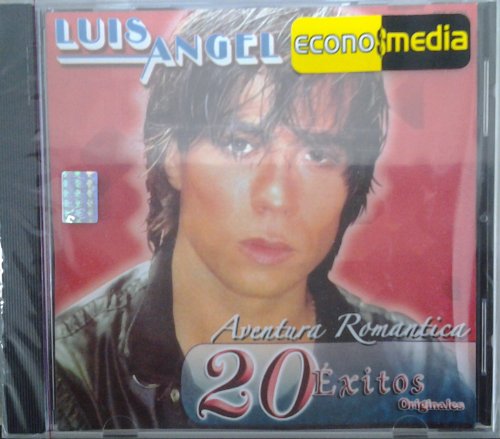 LUIS
ANGEL
econo$media
Aventura Romantica
20 Éxitos
Originales